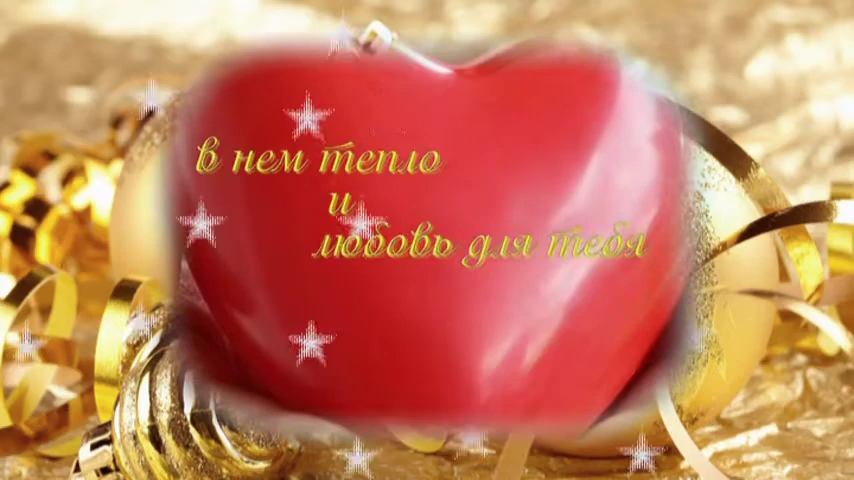 в нем тепло
и
любовь для тебя